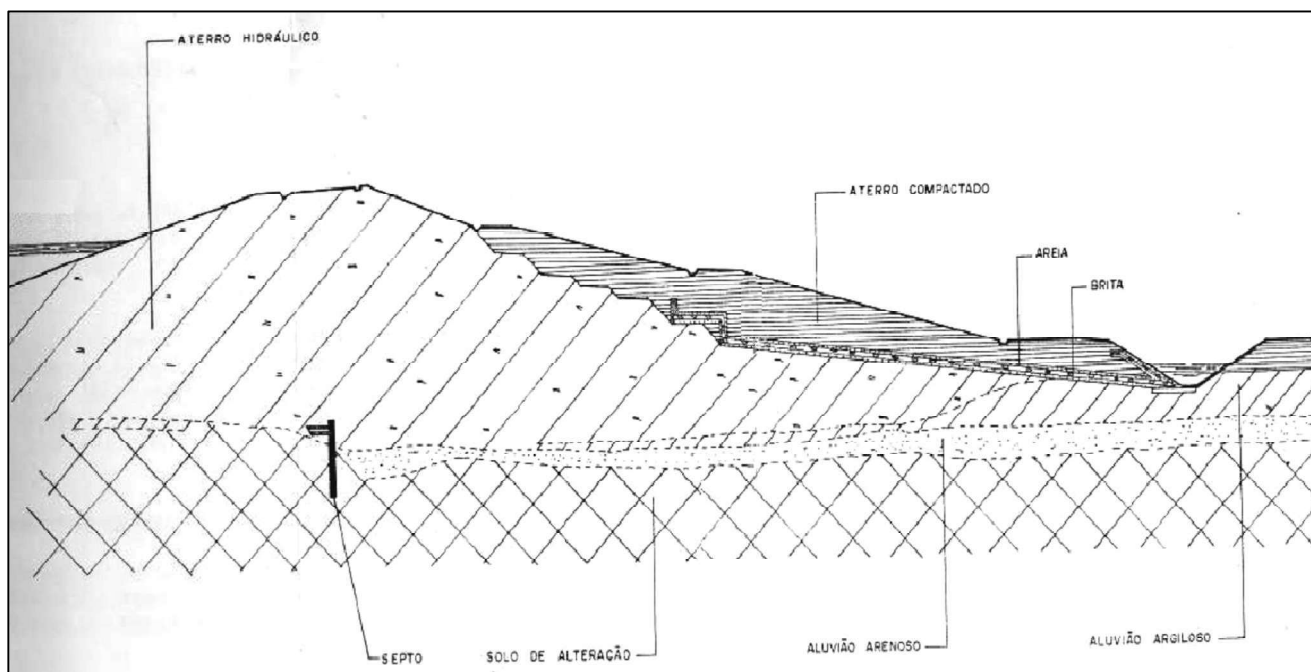 ATERRO HIDRÁULICO
ATERRO COMPACTADO
AREIA
BRITA
SEPTO
SOLO DE ALTERAÇÃO
ALUVIÃO ARENOSO
ALUVIÃO ARGILOSO